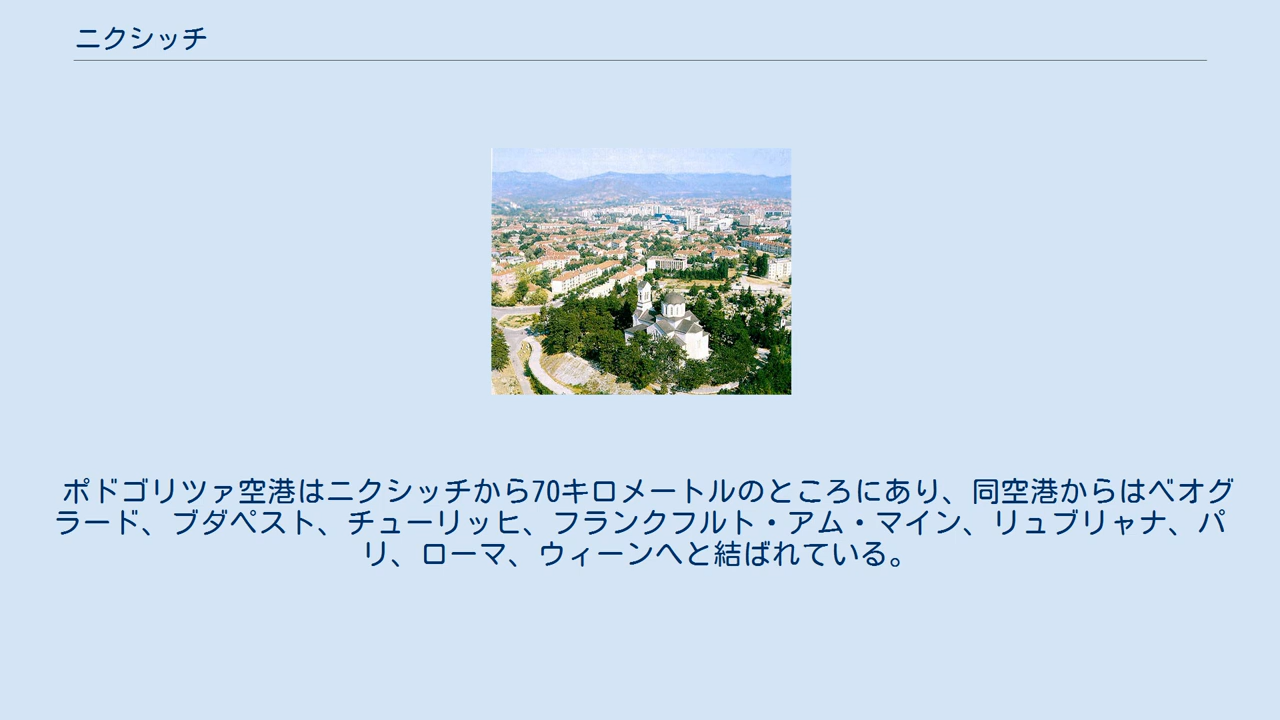 ニクシッチ
ポドゴリツァ空港はニクシッチから70キロメートルのところにあり、同空港からはベオグ
ラード、ブダペスト、チューリッヒ、フランクフルト・アム・マイン、リュブリャナ、パ
リ、ローマ、ウィーンへと結ばれている。